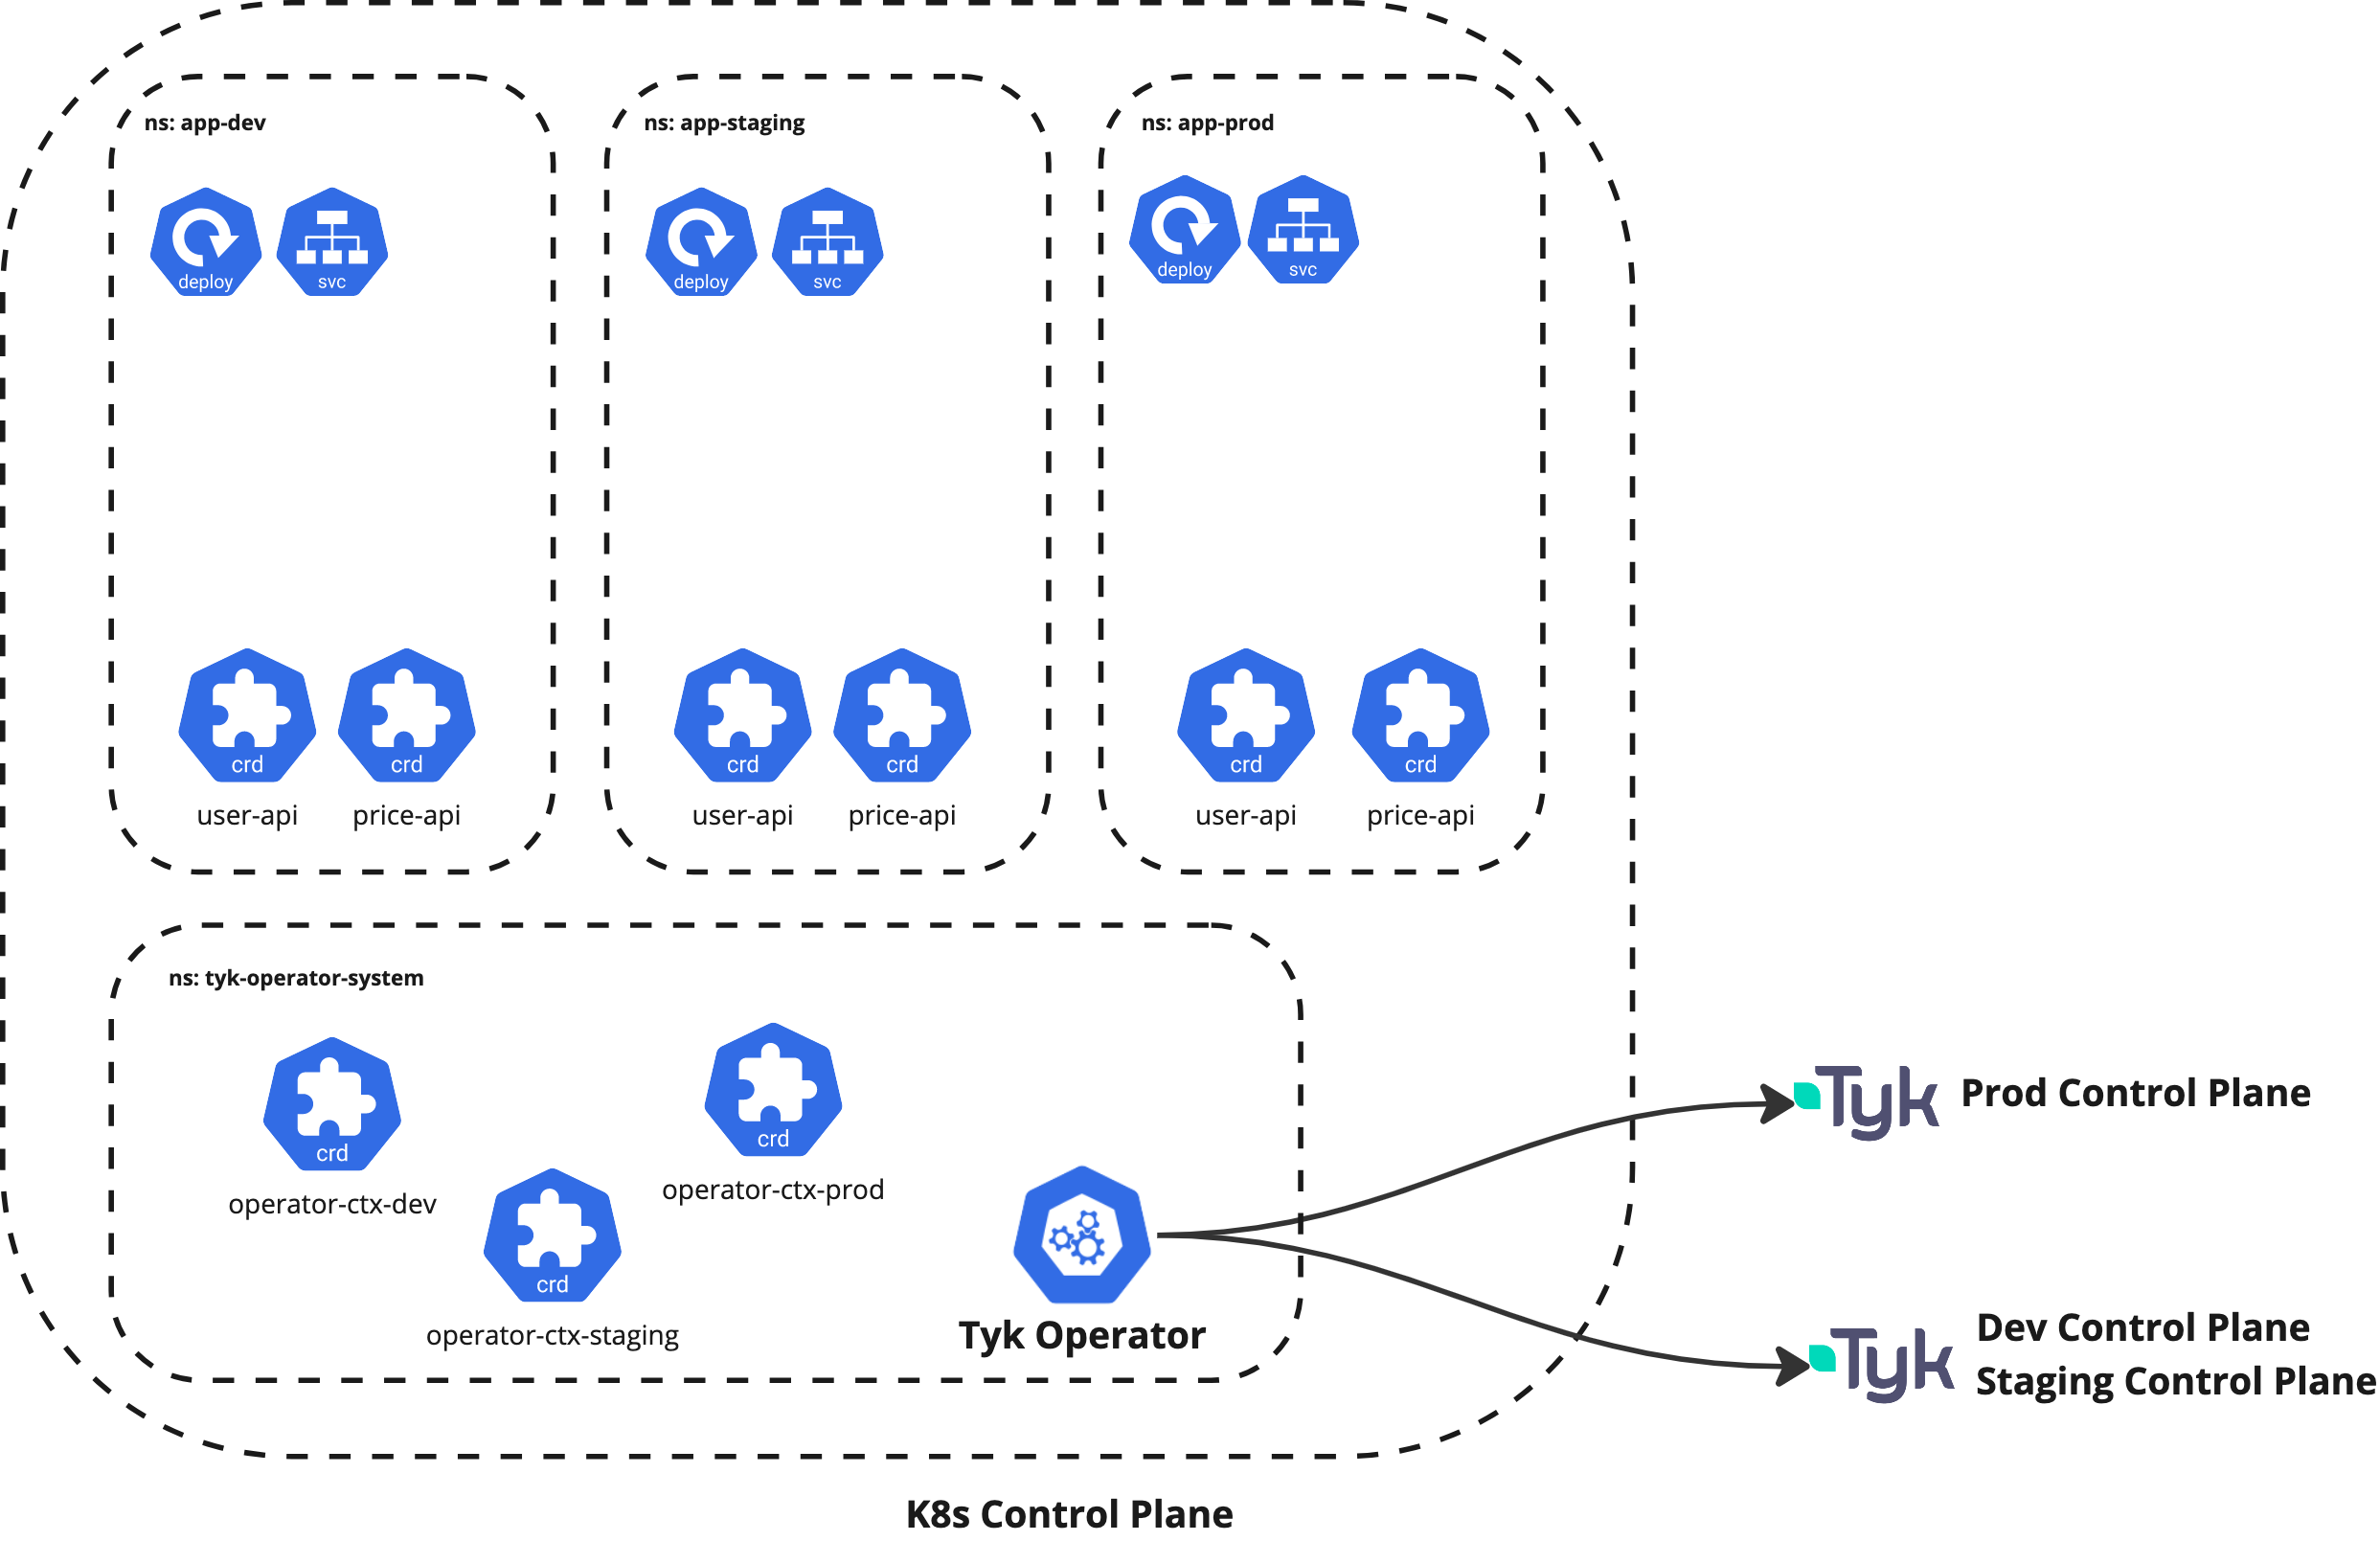 ns: app-dev
ns: app-staging
ns: app-prod
deploy
svc
deploy
svc
deploy
svc
crd
crd
crd
crd
crd
crd
user-api
price-api
user-api
price-api
user-api
price-api
ns: tyk-operator-system
crd
operator-ctx-dev
crd
operator-ctx-staging
crd
operator-ctx-prod
Tyk Operator
Tyk
Prod Control Plane
Tyk
Dev Control Plane
Staging Control Plane
K8s Control Plane